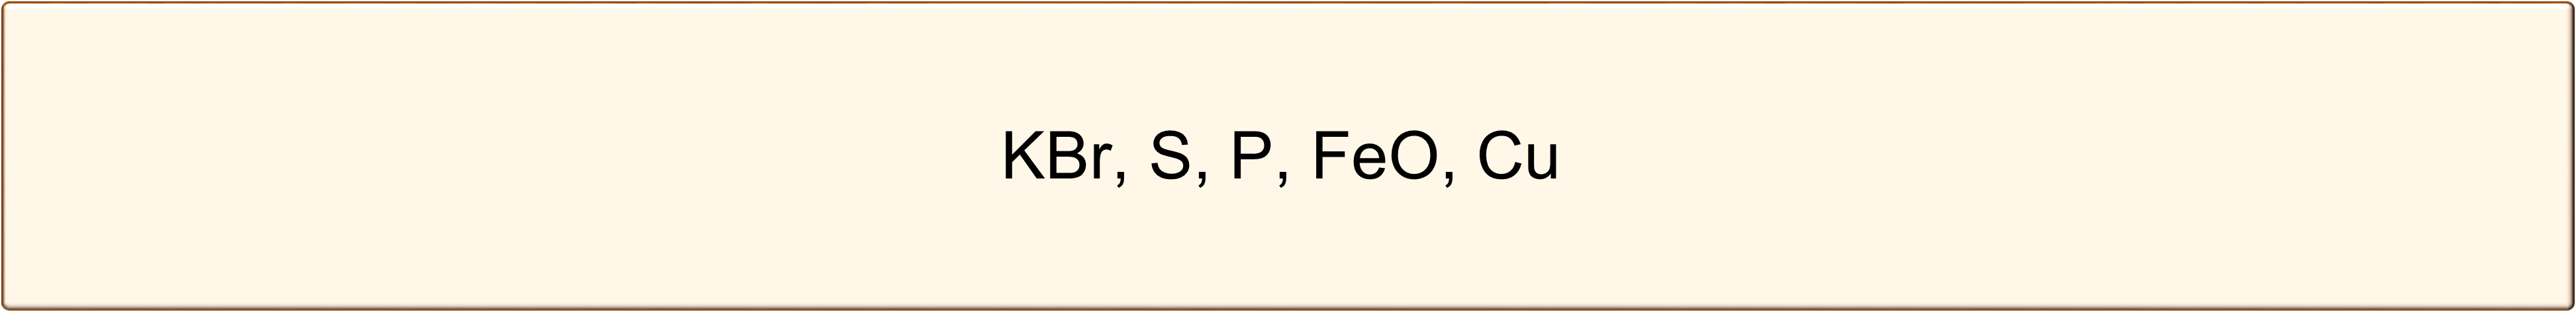 KBr, S, P, FeO, Cu